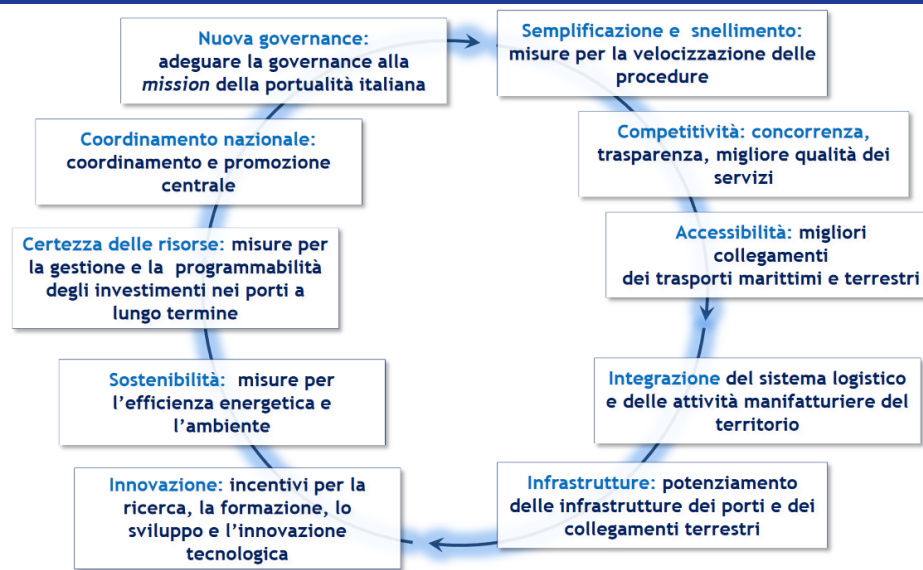 Nuova governance:
adeguare la governance alla
mission della portualità italiana
Semplificazione e snellimento:
misure per la velocizzazione delle
procedure
Competitività: concorrenza,
trasparenza, migliore qualità dei
servizi
Accessibilità: migliori
collegamenti
dei trasporti marittimi e terrestri
Integrazione del sistema logistico
e delle attività manifatturiere del
territorio
Infrastrutture: potenziamento
delle infrastrutture dei porti e dei
collegamenti terrestri
Innovazione: incentivi per la
ricerca, la formazione, lo
sviluppo e l’innovazione
tecnologica
Sostenibilità: misure per
l’efficienza energetica e
l’ambiente
Certezza delle risorse: misure per
la gestione e la programmabilità
degli investimenti nei porti a
lungo termine
Coordinamento nazionale:
coordinamento e promozione
centrale